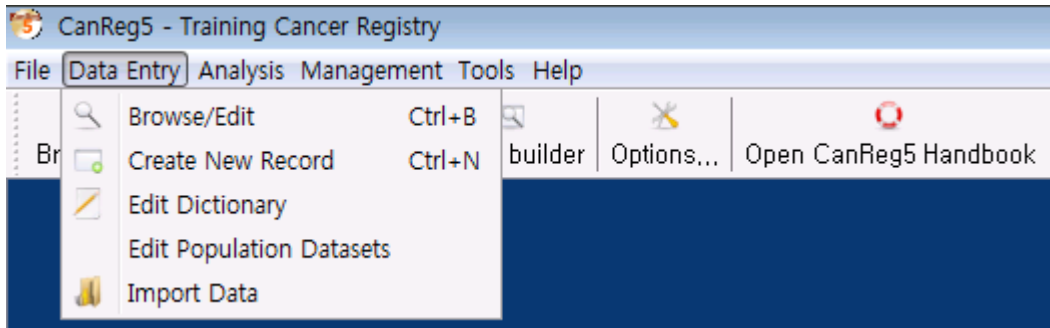 CanReg5 - Training Cancer Registry
File Data Entry Analysis Management Tools Help
Browse/Edit Ctrl+B
Create New Record Ctrl+N
Edit Dictionary
Edit Population Datasets
Import Data
Br builder Options... Open CanReg5 Handbook